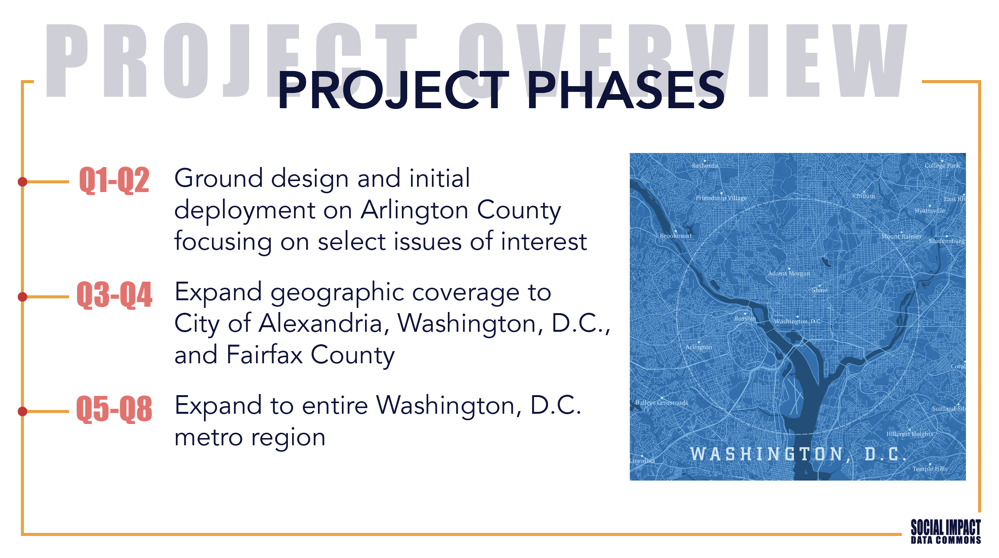 PROJECT OVERVIEW
PROJECT PHASES
Q1-Q2
Ground design and initial
deployment on Arlington County
focusing on select issues of interest
Q3-Q4
Expand geographic coverage to
City of Alexandria, Washington, D.C.,
and Fairfax County
Q5-Q8
Expand to entire Washington, D.C.
metro region
Bethesda
College Park
Friendship Village
Chillum
East Riv
Hyattsville
Brookmont
Mount Rainier
Bladensburg
Adams Morgan
Shaw
Rosslyn
Washington, D.C.
Arlington
Coral
Baileys Crossroads
Suitland-Silv
Hillcrest Heights
WASHINGTON, D.C.
Lincolnia
Temple Hills
SOCIAL IMPACT
DATA COMMONS